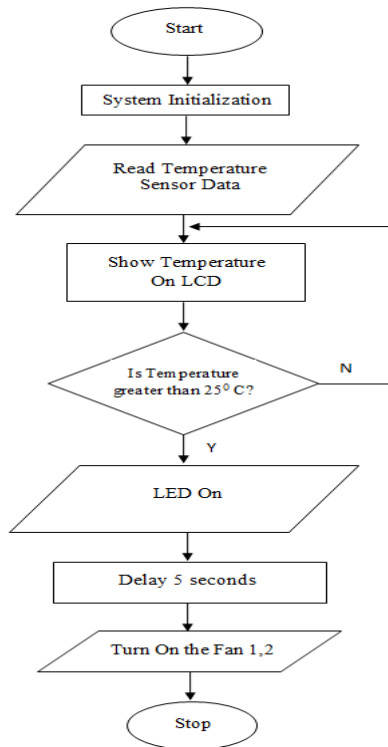 Start
System Initialization
Read Temperature
Sensor Data
Show Temperature
On LCD
Is Temperature
greater than 25⁰ C?
N
Y
LED On
Delay 5 seconds
Turn On the Fan 1,2
Stop